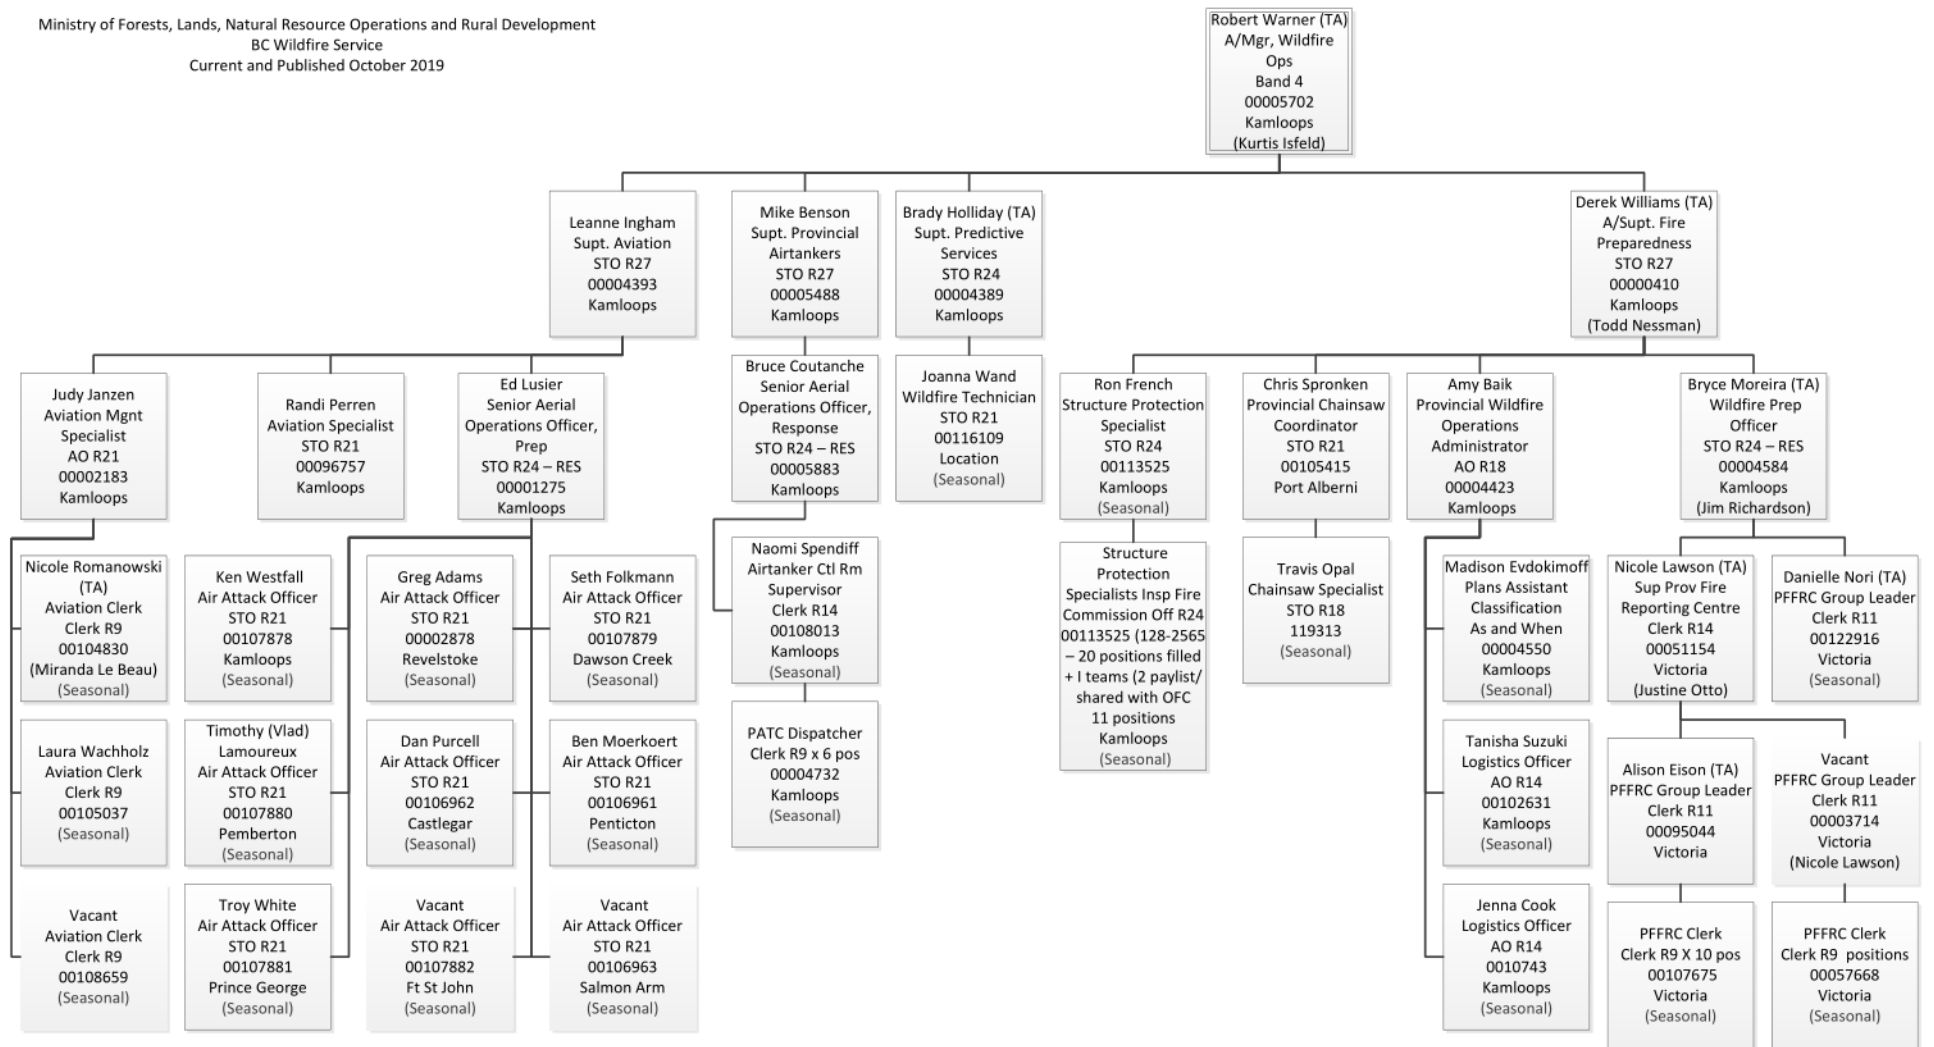 Ministry of Forests, Lands, Natural Resource Operations and Rural Development
BC Wildfire Service
Current and Published October 2019
Robert Warner (TA)
A/Mgr, Wildfire
Ops
Band 4
00005702
Kamloops
(Kurtis Isfeld)
Leanne Ingham
Supt. Aviation
STO R27
00004393
Kamloops
Mike Benson
Supt. Provincial
Airtankers
STO R27
00005488
Kamloops
Brady Holliday (TA)
Supt. Predictive
Services
STO R24
00004389
Kamloops
Derek Williams (TA)
A/Supt. Fire
Preparedness
STO R27
00000410
Kamloops
(Todd Nessman)
Judy Janzen
Aviation Mgnt
Specialist
AO R21
00002183
Kamloops
Randi Perren
Aviation Specialist
STO R21
00096757
Kamloops
Ed Lusier
Senior Aerial
Operations Officer,
Prep
STO R24 – RES
00001275
Kamloops
Bruce Coutanche
Senior Aerial
Operations Officer,
Response
STO R24 – RES
00005883
Kamloops
Joanna Wand
Wildfire Technician
STO R21
00116109
Location
(Seasonal)
Ron French
Structure Protection
Specialist
STO R24
00113525
Kamloops
(Seasonal)
Chris Spronken
Provincial Chainsaw
Coordinator
STO R21
00105415
Port Alberni
Amy Baik
Provincial Wildfire
Operations
Administrator
AO R18
00004423
Kamloops
Bryce Moreira (TA)
Wildfire Prep
Officer
STO R24 – RES
00004584
Kamloops
(Jim Richardson)
Nicole Romanowski
(TA)
Aviation Clerk
Clerk R9
00104830
(Miranda Le Beau)
(Seasonal)
Ken Westfall
Air Attack Officer
STO R21
00107878
Kamloops
(Seasonal)
Greg Adams
Air Attack Officer
STO R21
00002878
Revelstoke
(Seasonal)
Seth Folkmann
Air Attack Officer
STO R21
00107879
Dawson Creek
(Seasonal)
Naomi Spendiff
Airtanker Ctl Rm
Supervisor
Clerk R14
00108013
Kamloops
(Seasonal)
Structure
Protection
Specialists Insp Fire
Commission Off R24
00113525 (128-2565
– 20 positions filled
+ I teams (2 paylist/
shared with OFC
11 positions
Kamloops
(Seasonal)
Travis Opal
Chainsaw Specialist
STO R18
119313
(Seasonal)
Madison Evdokimoff
Plans Assistant
Classification
As and When
00004550
Kamloops
(Seasonal)
Nicole Lawson (TA)
Sup Prov Fire
Reporting Centre
Clerk R14
00051154
Victoria
(Justine Otto)
Danielle Nori (TA)
PFFRC Group Leader
Clerk R11
00122916
Victoria
(Seasonal)
Laura Wachholz
Aviation Clerk
Clerk R9
00105037
(Seasonal)
Timothy (Vlad)
Lamoureux
Air Attack Officer
STO R21
00107880
Pemberton
(Seasonal)
Dan Purcell
Air Attack Officer
STO R21
00106962
Castlegar
(Seasonal)
Ben Moerkoert
Air Attack Officer
STO R21
00106961
Penticton
(Seasonal)
PATC Dispatcher
Clerk R9 x 6 pos
00004732
Kamloops
(Seasonal)
Tanisha Suzuki
Logistics Officer
AO R14
00102631
Kamloops
(Seasonal)
Alison Eison (TA)
PFFRC Group Leader
Clerk R11
00095044
Victoria
Vacant
PFFRC Group Leader
Clerk R11
00003714
Victoria
(Nicole Lawson)
Vacant
Aviation Clerk
Clerk R9
00108659
(Seasonal)
Troy White
Air Attack Officer
STO R21
00107881
Prince George
(Seasonal)
Vacant
Air Attack Officer
STO R21
00107882
Ft St John
(Seasonal)
Vacant
Air Attack Officer
STO R21
00106963
Salmon Arm
(Seasonal)
Jenna Cook
Logistics Officer
AO R14
0010743
Kamloops
(Seasonal)
PFFRC Clerk
Clerk R9 X 10 pos
00107675
Victoria
(Seasonal)
PFFRC Clerk
Clerk R9 positions
00057668
Victoria
(Seasonal)